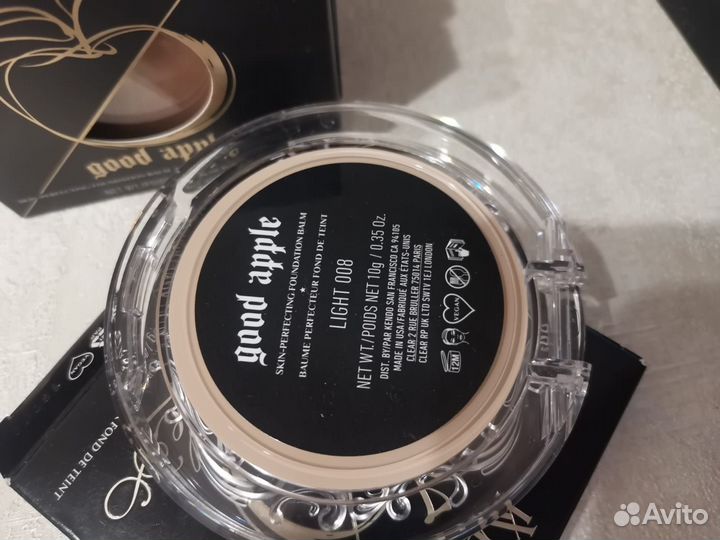 good appl
good apple
SKIN-PERFECTING FOUNDATION BALM
★
BAUME PERFECTEUR FOND DE TEINT
LIGHT 008
NET WT./POIDS NET 10g / 0.35 OZ.
DIST. BY/PAR KENDO SAN FRANCISCO CA 94105
MADE IN USA/FABRIQUÉ AUX ÉTATS-UNIS
CLEAR 2 RUE BRULLER 75014 PARIS
CLEAR RP UK LTD SW1V 1EJ LONDON
12M
VEGAN
FOND DE TEINT
Avito